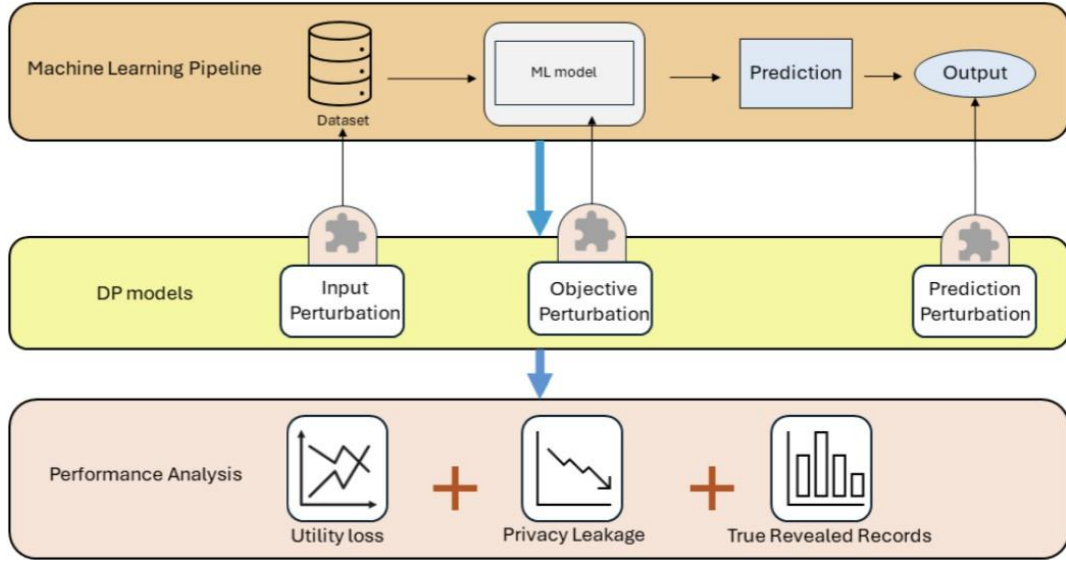 Machine Learning Pipeline
Dataset
ML model
Prediction
Output
DP models
Input
Perturbation
Objective
Perturbation
Prediction
Perturbation
Performance Analysis
Utility loss
Privacy Leakage
True Revealed Records